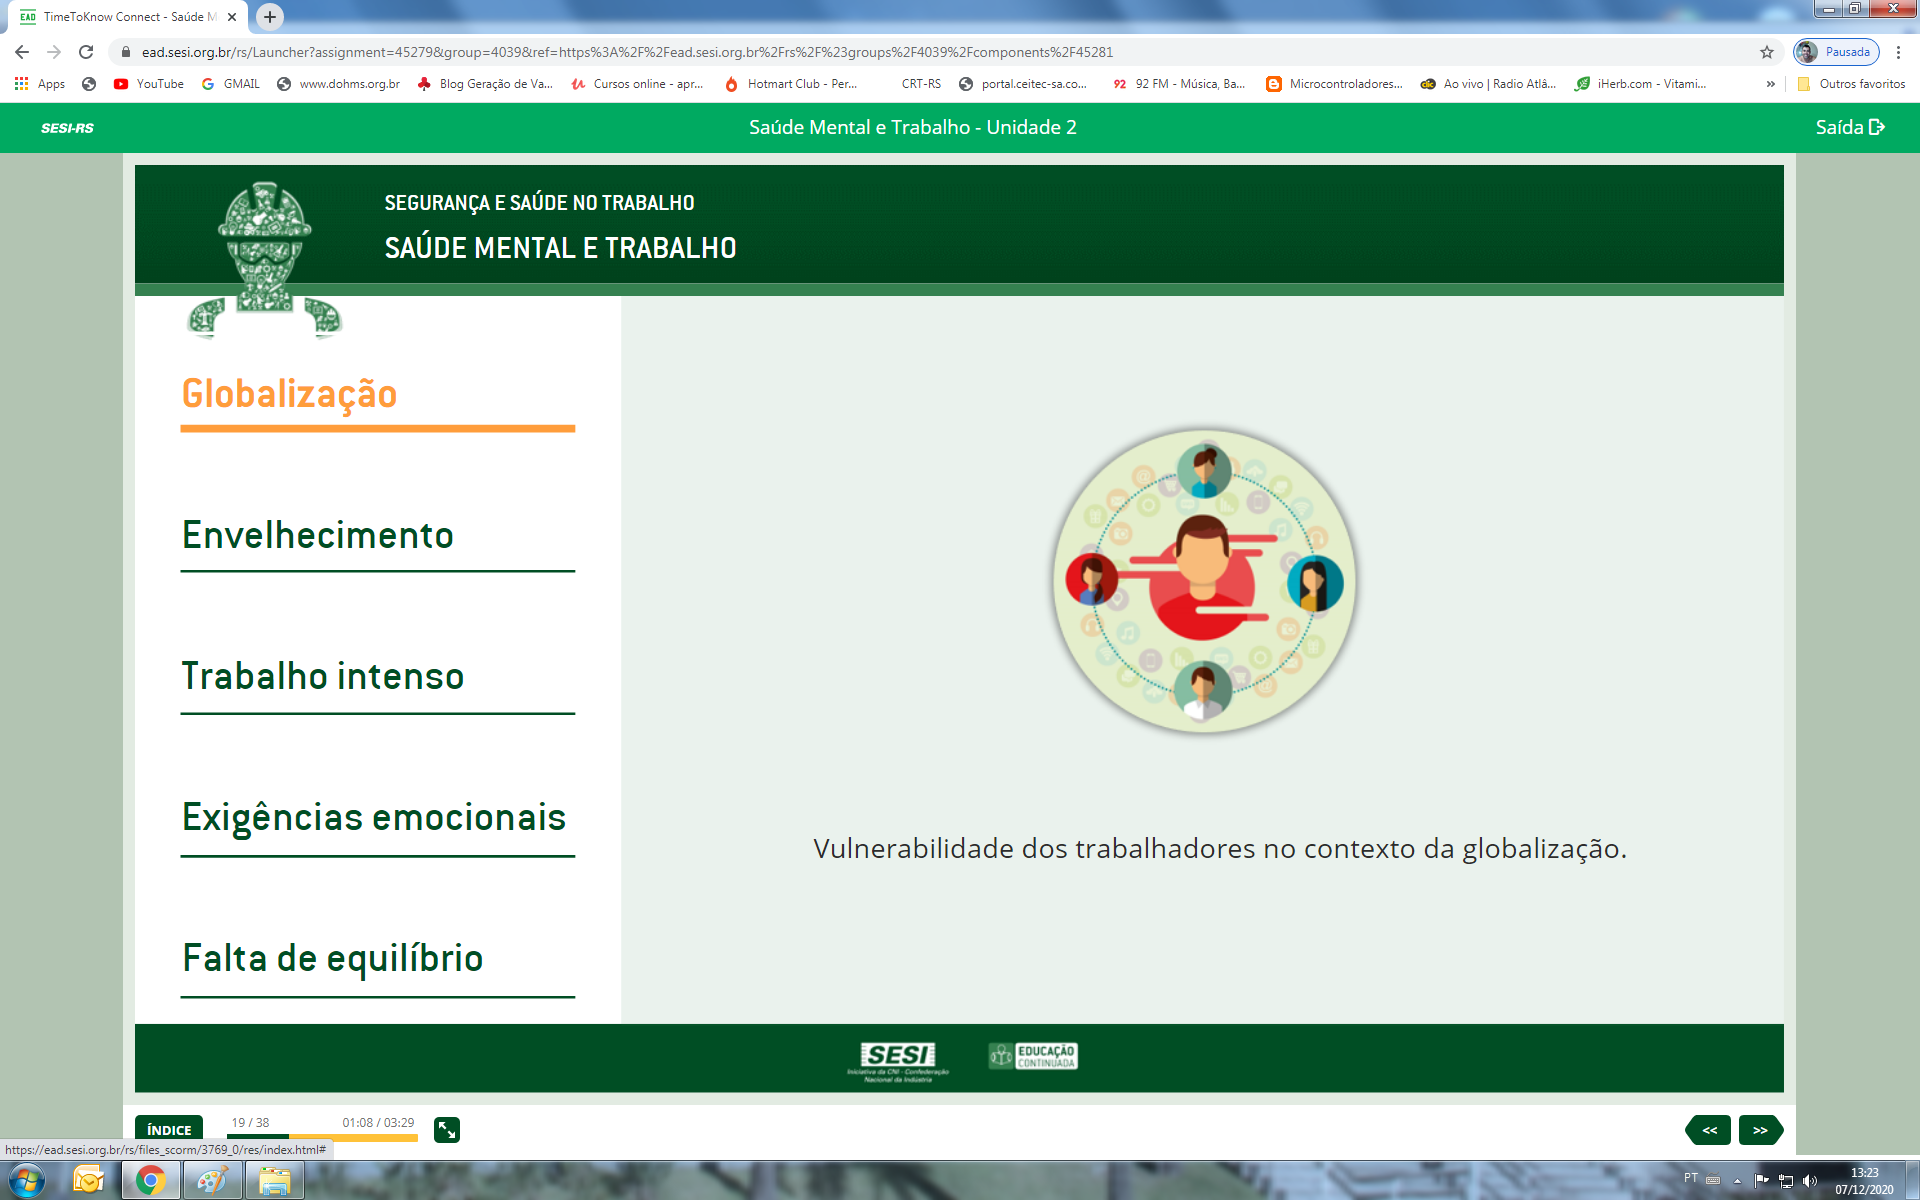 EAD TimeToKnow Connect - Saúde M
ead.sesi.org.br/rs/Launcher?assignment=45279&group=4039&ref=https%3A%2F%2Fead.sesi.org.br%2Frs%2F%23groups%2F4039%2Fcomponents%2F45281
Pausada
Apps
YouTube
GMAIL
www.dohms.org.br
Blog Geração de Va...
Cursos online - apr...
Hotmart Club - Per...
CRT-RS
portal.ceitec-sa.co...
92 92 FM - Música, Ba...
Microcontroladores...
Ao vivo | Radio Atlâ...
iHerb.com - Vitami...
»
Outros favoritos
SESI-RS
Saúde Mental e Trabalho - Unidade 2
Saída
SEGURANÇA E SAÚDE NO TRABALHO
SAÚDE MENTAL E TRABALHO
Globalização
Envelhecimento
Trabalho intenso
Exigências emocionais
Falta de equilíbrio
Vulnerabilidade dos trabalhadores no contexto da globalização.
SESI
Iniciativa da CNI - Confederação
Nacional da Indústria
EDUCAÇÃO
CONTINUADA
ÍNDICE
19 / 38
01:08 / 03:29
<<
>>
https://ead.sesi.org.br/rs/files_scorm/3769_0/res/index.html#
PT
13:23
07/12/2020